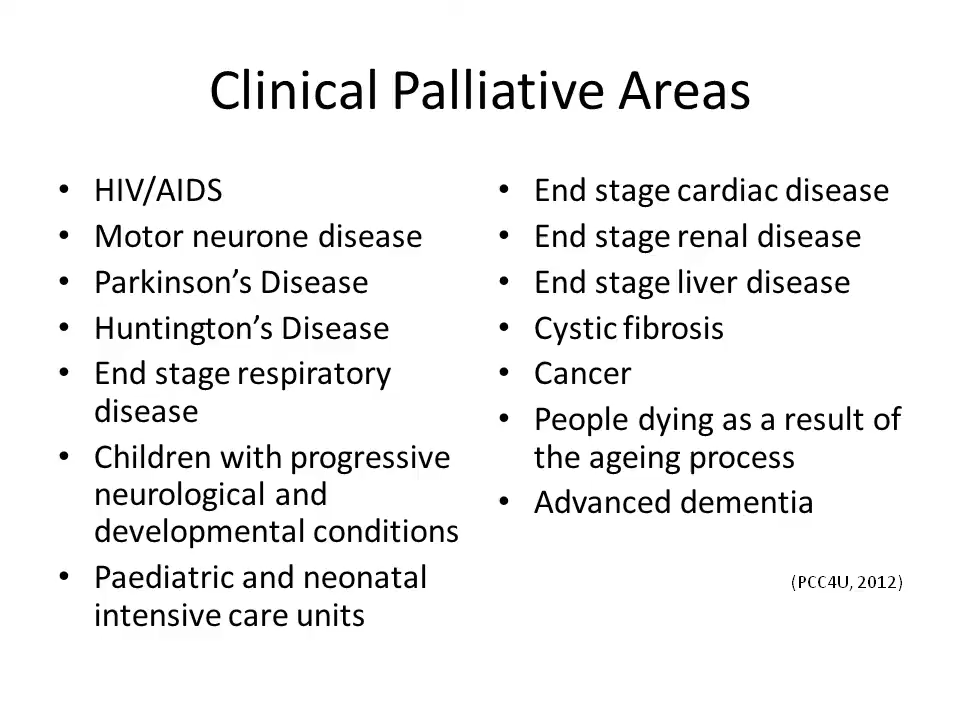 Clinical Palliative Areas
• HIV/AIDS
• Motor neurone disease
• Parkinson’s Disease
• Huntington’s Disease
• End stage respiratory
disease
• Children with progressive
neurological and
developmental conditions
• Paediatric and neonatal
intensive care units
• End stage cardiac disease
• End stage renal disease
• End stage liver disease
• Cystic fibrosis
• Cancer
• People dying as a result of
the ageing process
• Advanced dementia
(PCC4U, 2012)